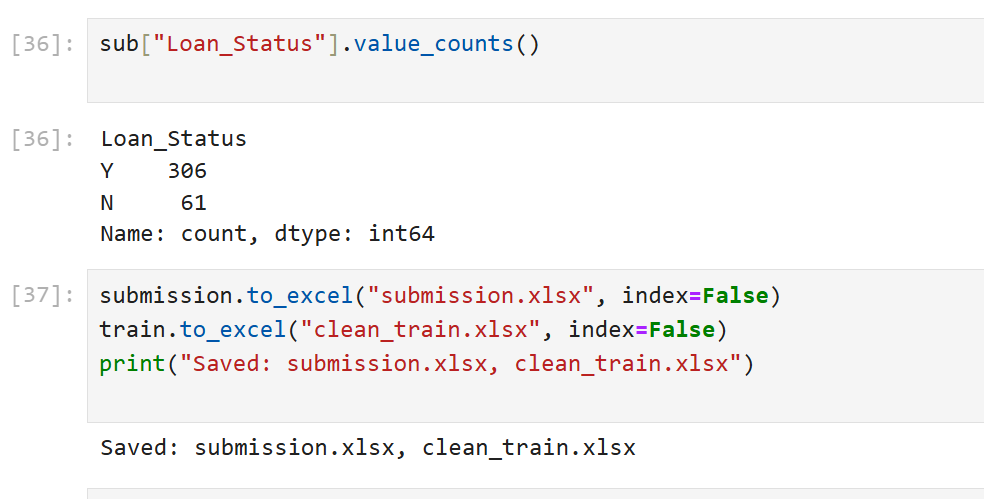 [36]: sub["Loan_Status"].value_counts()
[36]: Loan_Status
Y    306
N     61
Name: count, dtype: int64
[37]: submission.to_excel("submission.xlsx", index=False)
train.to_excel("clean_train.xlsx", index=False)
print("Saved: submission.xlsx, clean_train.xlsx")
Saved: submission.xlsx, clean_train.xlsx